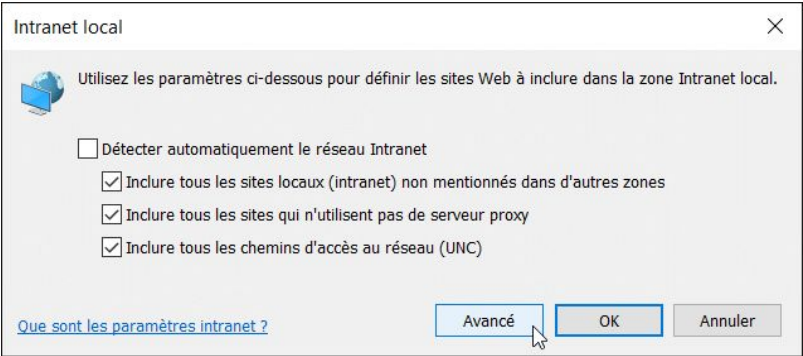 Intranet local
Utilisez les paramètres ci-dessous pour définir les sites Web à inclure dans la zone Intranet local.
Détecter automatiquement le réseau Intranet
Inclure tous les sites locaux (intranet) non mentionnés dans d'autres zones
Inclure tous les sites qui n'utilisent pas de serveur proxy
Inclure tous les chemins d'accès au réseau (UNC)
Que sont les paramètres intranet ?
Avancé
OK
Annuler